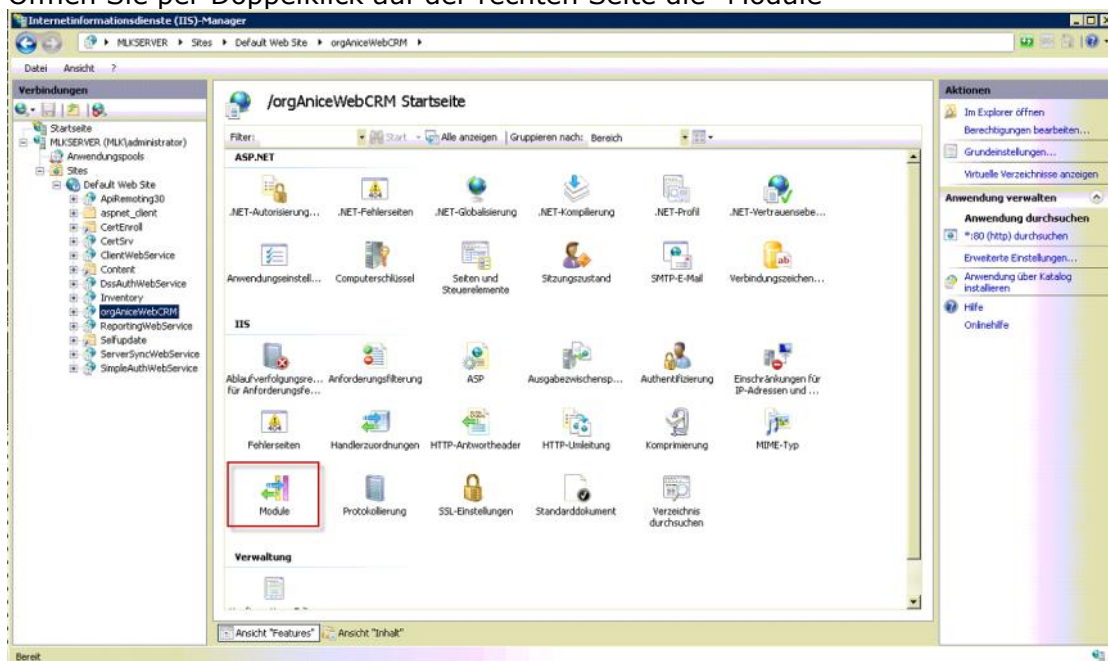 Öffnen Sie per Doppelklick auf der rechten Seite die "Module"
Internetinformationsdienste (IIS)-Manager
MLKSERVER ▸ Sites ▸ Default Web Site ▸ orgAniceWebCRM ▸
Datei Ansicht ?
Verbindungen
Startseite
MLKSERVER (MLK\administrator)
Anwendungspools
Sites
Default Web Site
ApiRemoting30
aspnet_client
CertEnroll
CertSrv
ClientWebService
Content
DssAuthWebService
Inventory
orgAniceWebCRM
ReportingWebService
Selfupdate
ServerSyncWebService
SimpleAuthWebService
/orgAniceWebCRM Startseite
Filter: Start Alle anzeigen Gruppieren nach: Bereich
ASP.NET
.NET-Autorisierung... .NET-Fehlerseiten .NET-Globalisierung .NET-Kompilierung .NET-Profil .NET-Vertrauensebe...
Anwendungseinstell... Computerschlüssel Seiten und Steuerelemente Sitzungszustand SMTP-E-Mail Verbindungszeichen...
IIS
Ablaufverfolgungsre... für Anforderungsfe... Anforderungsfilterung ASP Ausgabezwischensp... Authentifizierung Einschränkungen für IP-Adressen und ...
Fehlerseiten Handlerzuordnungen HTTP-Antwortheader HTTP-Umleitung Komprimierung MIME-Typ
Module Protokollierung SSL-Einstellungen Standarddokument Verzeichnis durchsuchen
Verwaltung
Ansicht "Features" Ansicht "Inhalt"
Aktionen
Im Explorer öffnen
Berechtigungen bearbeiten...
Grundeinstellungen...
Virtuelle Verzeichnisse anzeigen
Anwendung verwalten
Anwendung durchsuchen
*:80 (http) durchsuchen
Erweiterte Einstellungen...
Anwendung über Katalog
installieren
Hilfe
Onlinehilfe
Bereit